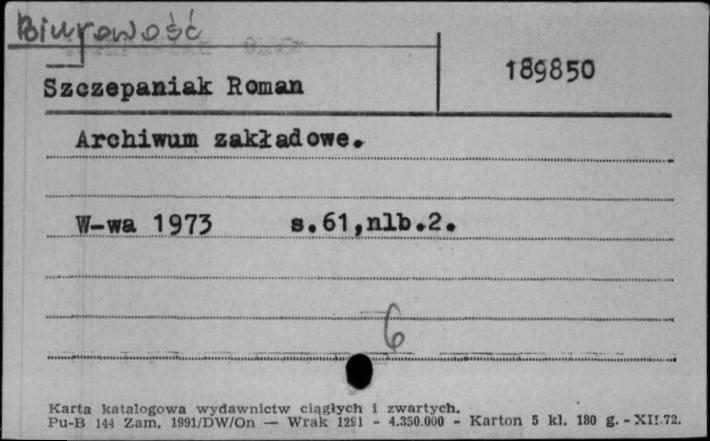 Biurowość
189850
Szczepaniak Roman
Archiwum zakładowe.
W-wa 1973 s.61,nlb.2.
6
Karta katalogowa wydawnictw ciągłych i zwartych.
Pu-B 144 Zam. 1991/DW/On — Wrak 1291 - 4.350.000 - Karton 5 kl. 180 g. - XII.72.